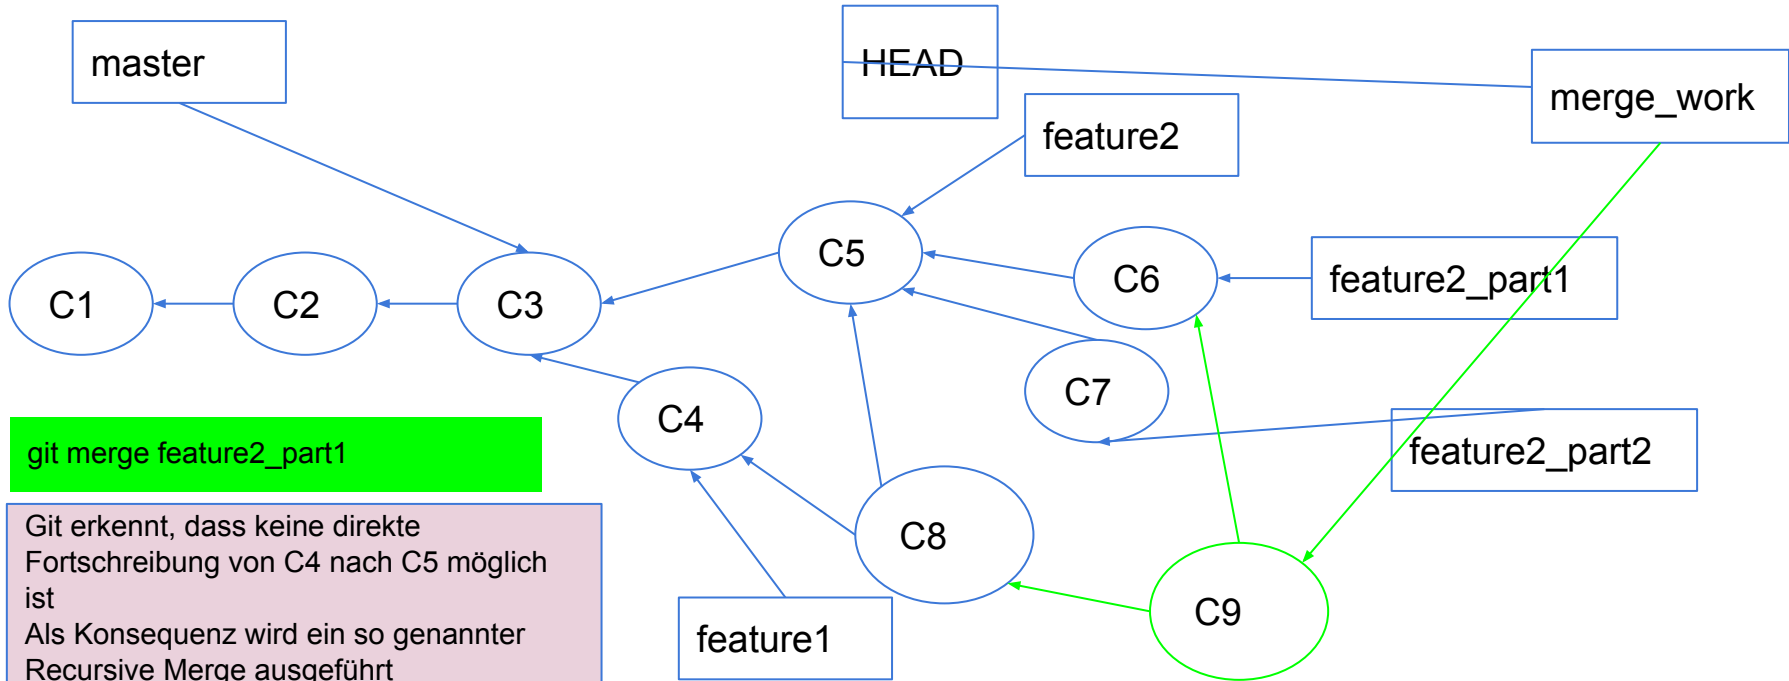 master
HEAD
merge_work
feature2
C5
C6
feature2_part1
C1
C2
C3
C7
C4
feature2_part2
git merge feature2_part1
C8
Git erkennt, dass keine direkte
Fortschreibung von C4 nach C5 möglich
ist
Als Konsequenz wird ein so genannter
Recursive Merge ausgeführt
feature1
C9